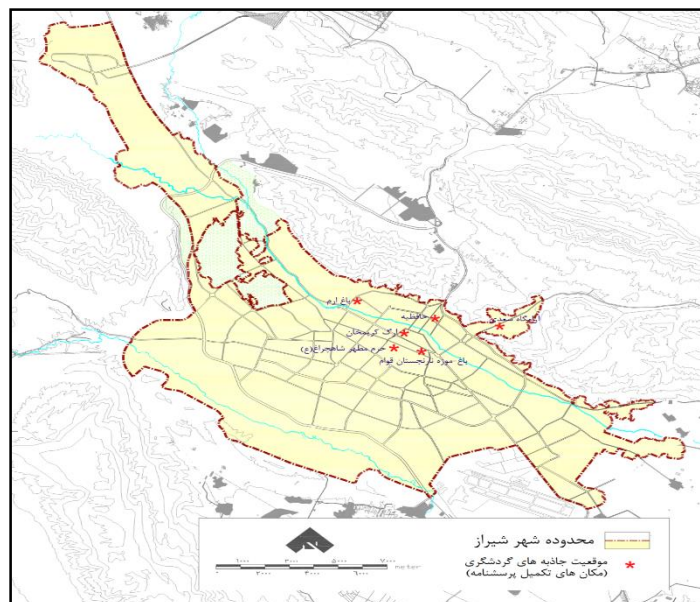 باغ ارم
حافظیه
آرامگاه سعدی
ارگ کریمخان
حرم مطهر شاهچراغ(ع)
باغ موزه نارنجستان قوام
محدوده شهر شیراز
موقعیت جاذبه های گردشگری
(مکان های تکمیل پرسشنامه)